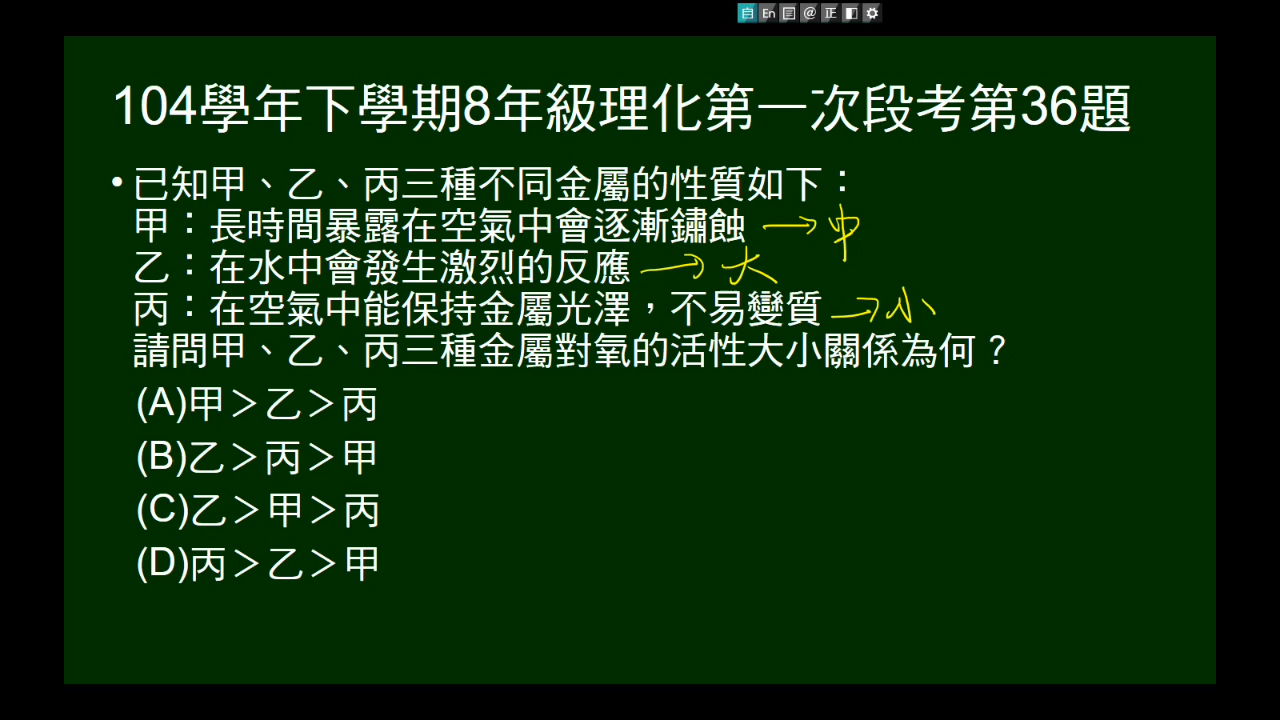 自 En @ 正
104學年下學期8年級理化第一次段考第36題
• 已知甲、乙、丙三種不同金屬的性質如下：
甲：長時間暴露在空氣中會逐漸鏽蝕 → 中
乙：在水中會發生激烈的反應 → 大
丙：在空氣中能保持金屬光澤，不易變質 → 小
請問甲、乙、丙三種金屬對氧的活性大小關係為何？
(A)甲＞乙＞丙
(B)乙＞丙＞甲
(C)乙＞甲＞丙
(D)丙＞乙＞甲